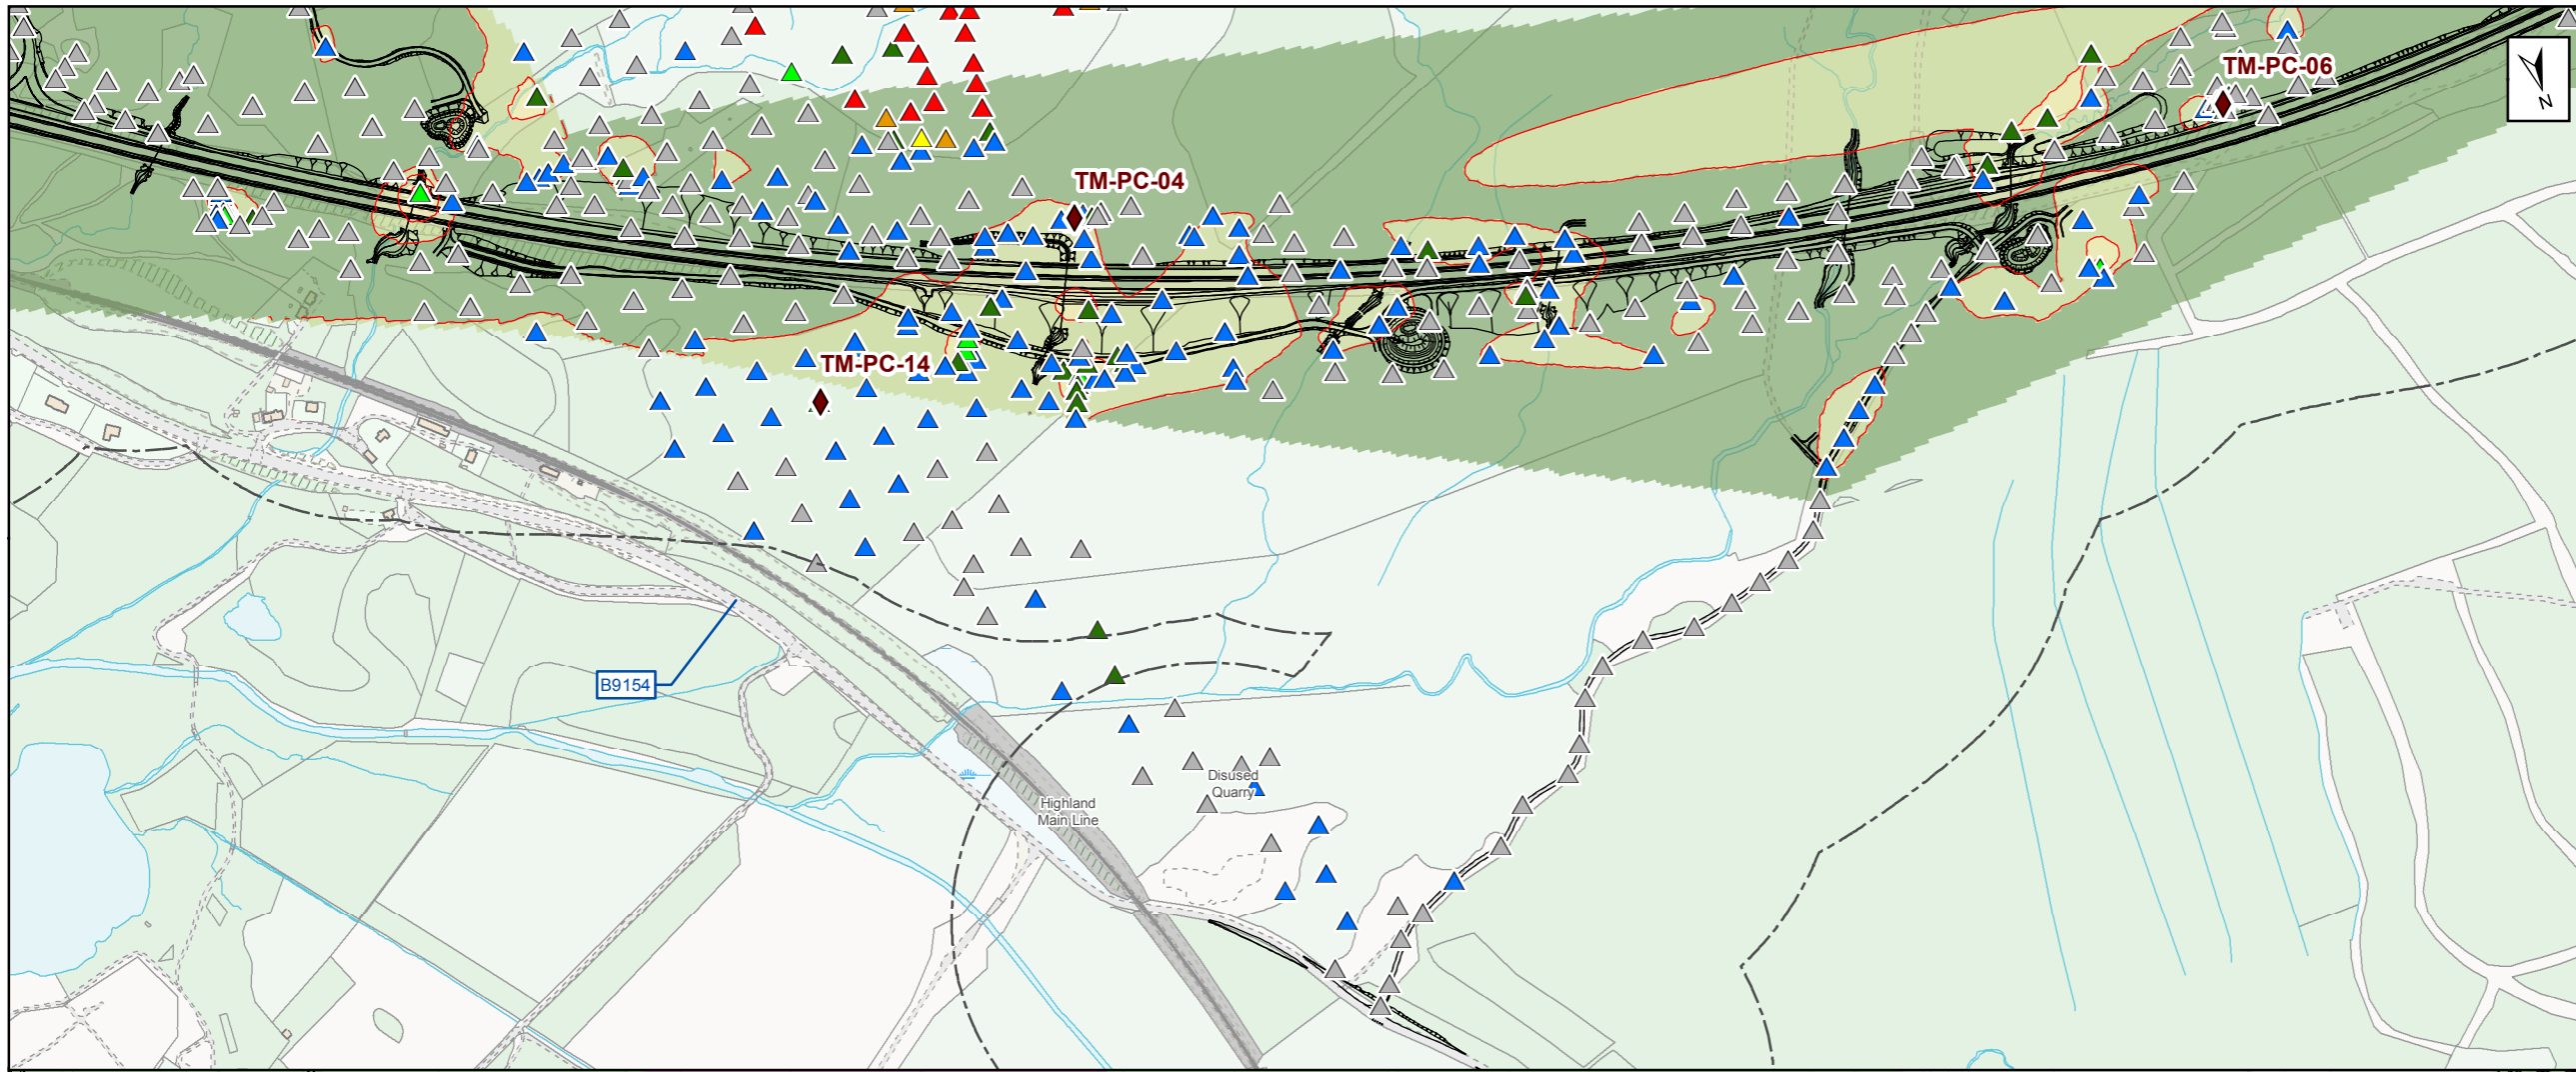 TM-PC-06
N
TM-PC-04
TM-PC-14
B9154
Disused
Quarry
Highland
Main Line